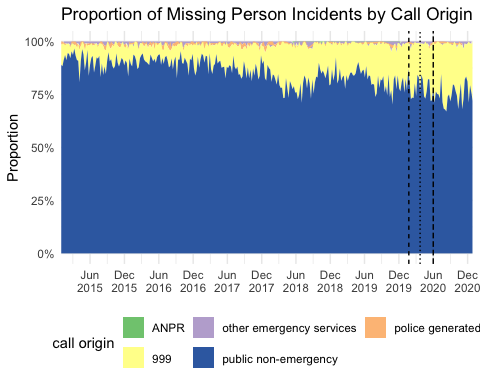 Proportion of Missing Person Incidents by Call Origin
100%
75%
50%
25%
0%
Proportion
Jun Dec Jun Dec Jun Dec Jun Dec Jun Dec Jun Dec
2015 2015 2016 2016 2017 2017 2018 2018 2019 2019 2020 2020
call origin
ANPR other emergency services police generated
999 public non-emergency